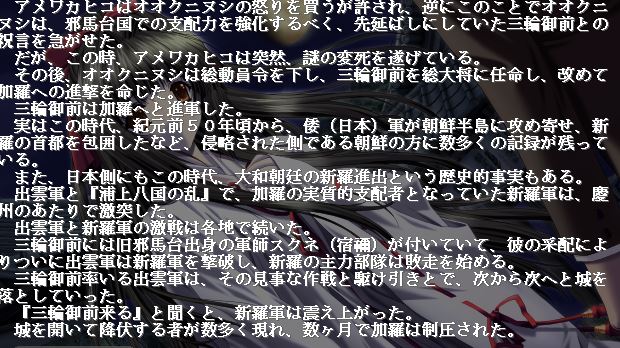 アメワカヒコはオオクニヌシの怒りを買うが許され、逆にこのことでオオクニ
ヌシは、邪馬台国での支配力を強化するべく、先延ばしにしていた三輪御前との
祝言を急がせた。
　だが、この時、アメワカヒコは突然、謎の変死を遂げている。
　その後、オオクニヌシは総動員令を下し、三輪御前を総大将に任命し、改めて
加羅への進撃を命じた。
　三輪御前は加羅へと進軍した。
　実はこの時代、紀元前５０年頃から、倭（日本）軍が朝鮮半島に攻め寄せ、新
羅の首都を包囲したなど、侵略された側である朝鮮の方に数多くの記録が残って
いる。
　また、日本側にもこの時代、大和朝廷の新羅進出という歴史的事実もある。
　出雲軍と『浦上八国の乱』で、加羅の実質的支配者となっていた新羅軍は、慶
州のあたりで激突した。
　出雲軍と新羅軍の激戦は各地で続いた。
　三輪御前には旧邪馬台出身の軍師スクネ（宿禰）が付いていて、彼の采配によ
りついに出雲軍は新羅軍を撃破し、新羅の主力部隊は敗走を始める。
　三輪御前率いる出雲軍は、その見事な作戦と駆け引きとで、次から次へと城を
落としていった。
　『三輪御前来る』と聞くと、新羅軍は震え上がった。
　城を開いて降伏する者が数多く現れ、数ヶ月で加羅は制圧された。